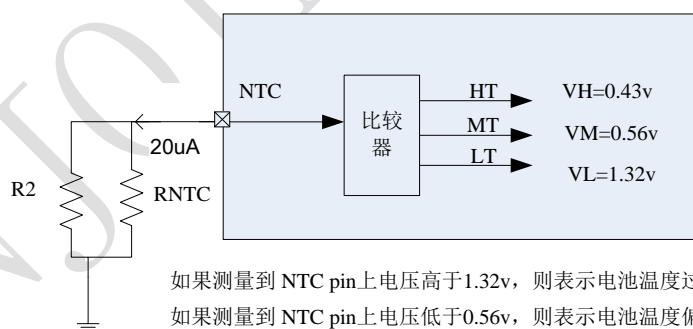 NTC
HT
VH=0.43v
比较
器
MT
VM=0.56v
20uA
LT
VL=1.32v
R2
RNTC
如果测量到 NTC pin上电压高于1.32v，则表示电池温度过
如果测量到 NTC pin上电压低于0.56v，则表示电池温度偏